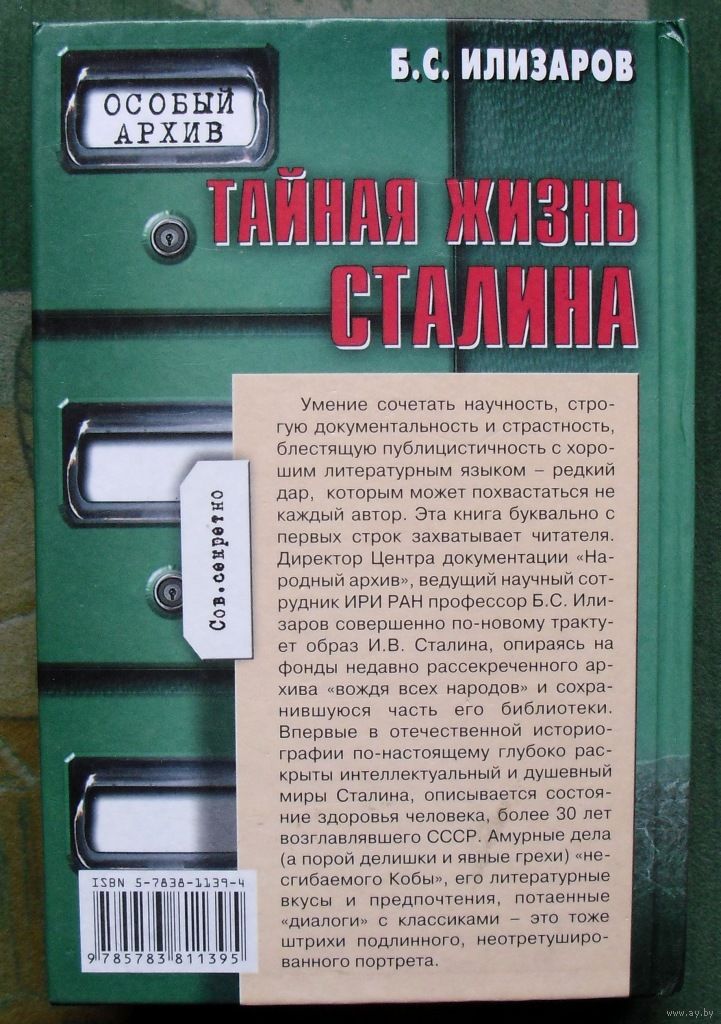 Б.С. ИЛИЗАРОВ
ОСОБЫЙ
АРХИВ
ТАЙНАЯ ЖИЗНЬ
СТАЛИНА
Умение сочетать научность, стро-
гую документальность и страстность,
блестящую публицистичность с хоро-
шим литературным языком – редкий
дар, которым может похвастаться не
каждый автор. Эта книга буквально с
первых строк захватывает читателя.
Директор Центра документации «На-
родный архив», ведущий научный сот-
рудник ИРИ РАН профессор Б.С. Или-
заров совершенно по-новому тракту-
ет образ И.В. Сталина, опираясь на
фонды недавно рассекреченного ар-
хива «вождя всех народов» и сохра-
нившуюся часть его библиотеки.
Впервые в отечественной историо-
графии по-настоящему глубоко рас-
крыты интеллектуальный и душевный
миры Сталина, описывается состоя-
ние здоровья человека, более 30 лет
возглавлявшего СССР. Амурные дела
(а порой делишки и явные грехи) «не-
сгибаемого Кобы», его литературные
вкусы и предпочтения, потаенные
«диалоги» с классиками – это тоже
штрихи подлинного, неотретуширо-
ванного портрета.
Сов.секретно
ISBN 5-7838-1139-4
9 785783 811395
www.ay.by